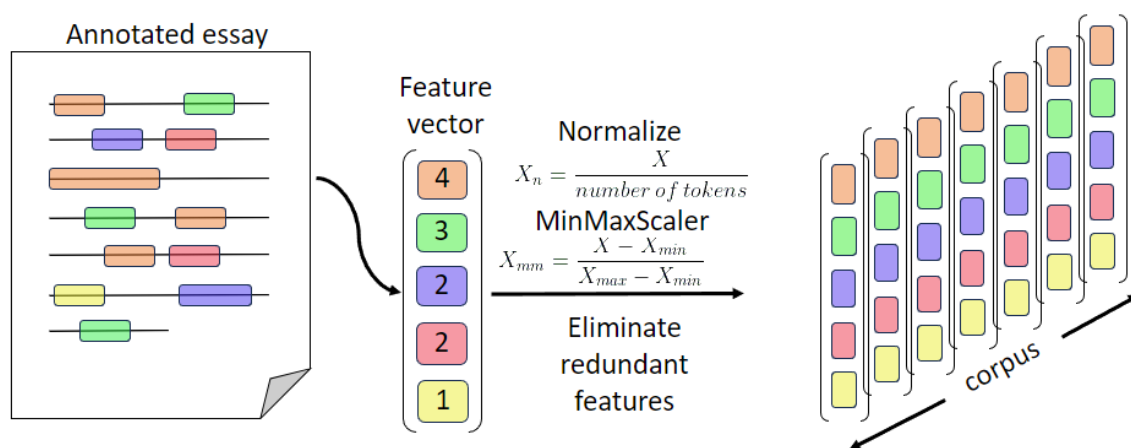 Annotated essay
Feature
vector
4
3
2
2
1
Normalize
X_n = X / number of tokens
MinMaxScaler
X_mm = (X − X_min) / (X_max − X_min)
Eliminate
redundant
features
corpus